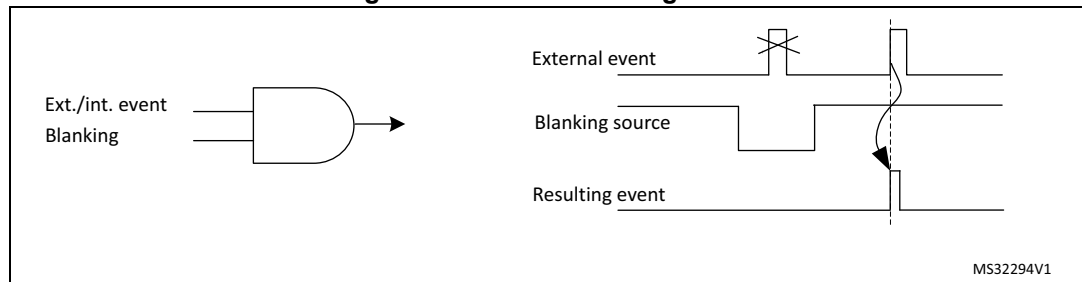 Ext./int. event
Blanking
External event
Blanking source
Resulting event
MS32294V1